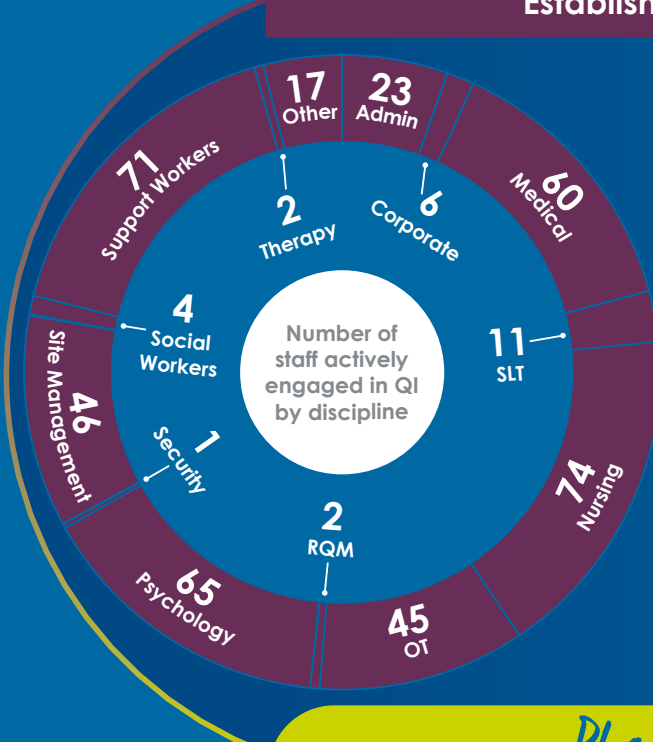 Establish
17
Other
23
Admin
6
Corporate
60
Medical
11
SLT
74
Nursing
45
OT
2
RQM
65
Psychology
1
Security
46
Site Management
4
Social
Workers
71
Support Workers
2
Therapy
Number of
staff actively
engaged in QI
by discipline